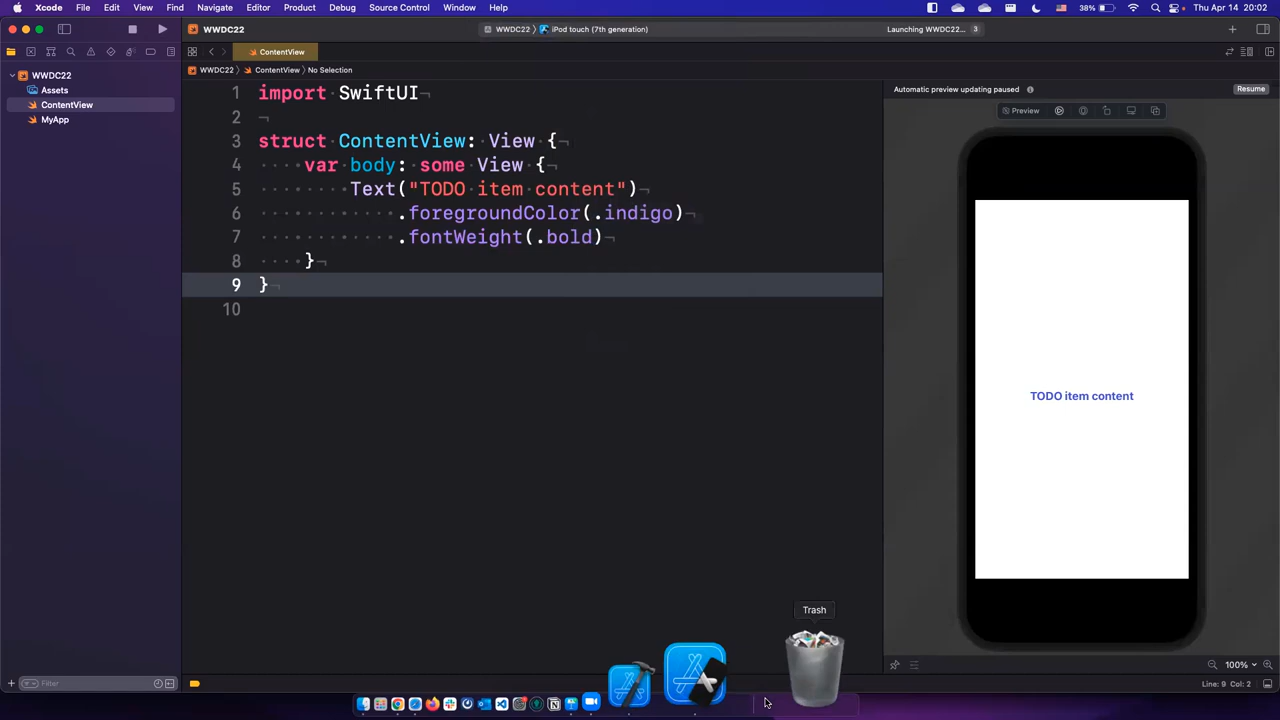 Xcode File Edit View Find Navigate Editor Product Debug Source Control Window Help 38% Thu Apr 14 20:02
WWDC22 WWDC22 iPod touch (7th generation) Launching WWDC22... 3
ContentView
WWDC22 ContentView No Selection
WWDC22
Assets
ContentView
MyApp
1 import SwiftUI
2
3 struct ContentView: View {
4 var body: some View {
5 Text("TODO item content")
6 .foregroundColor(.indigo)
7 .fontWeight(.bold)
8 }
9 }
10
Automatic preview updating paused Resume
Preview
TODO item content
Trash
100%
Filter
Line: 9 Col: 2